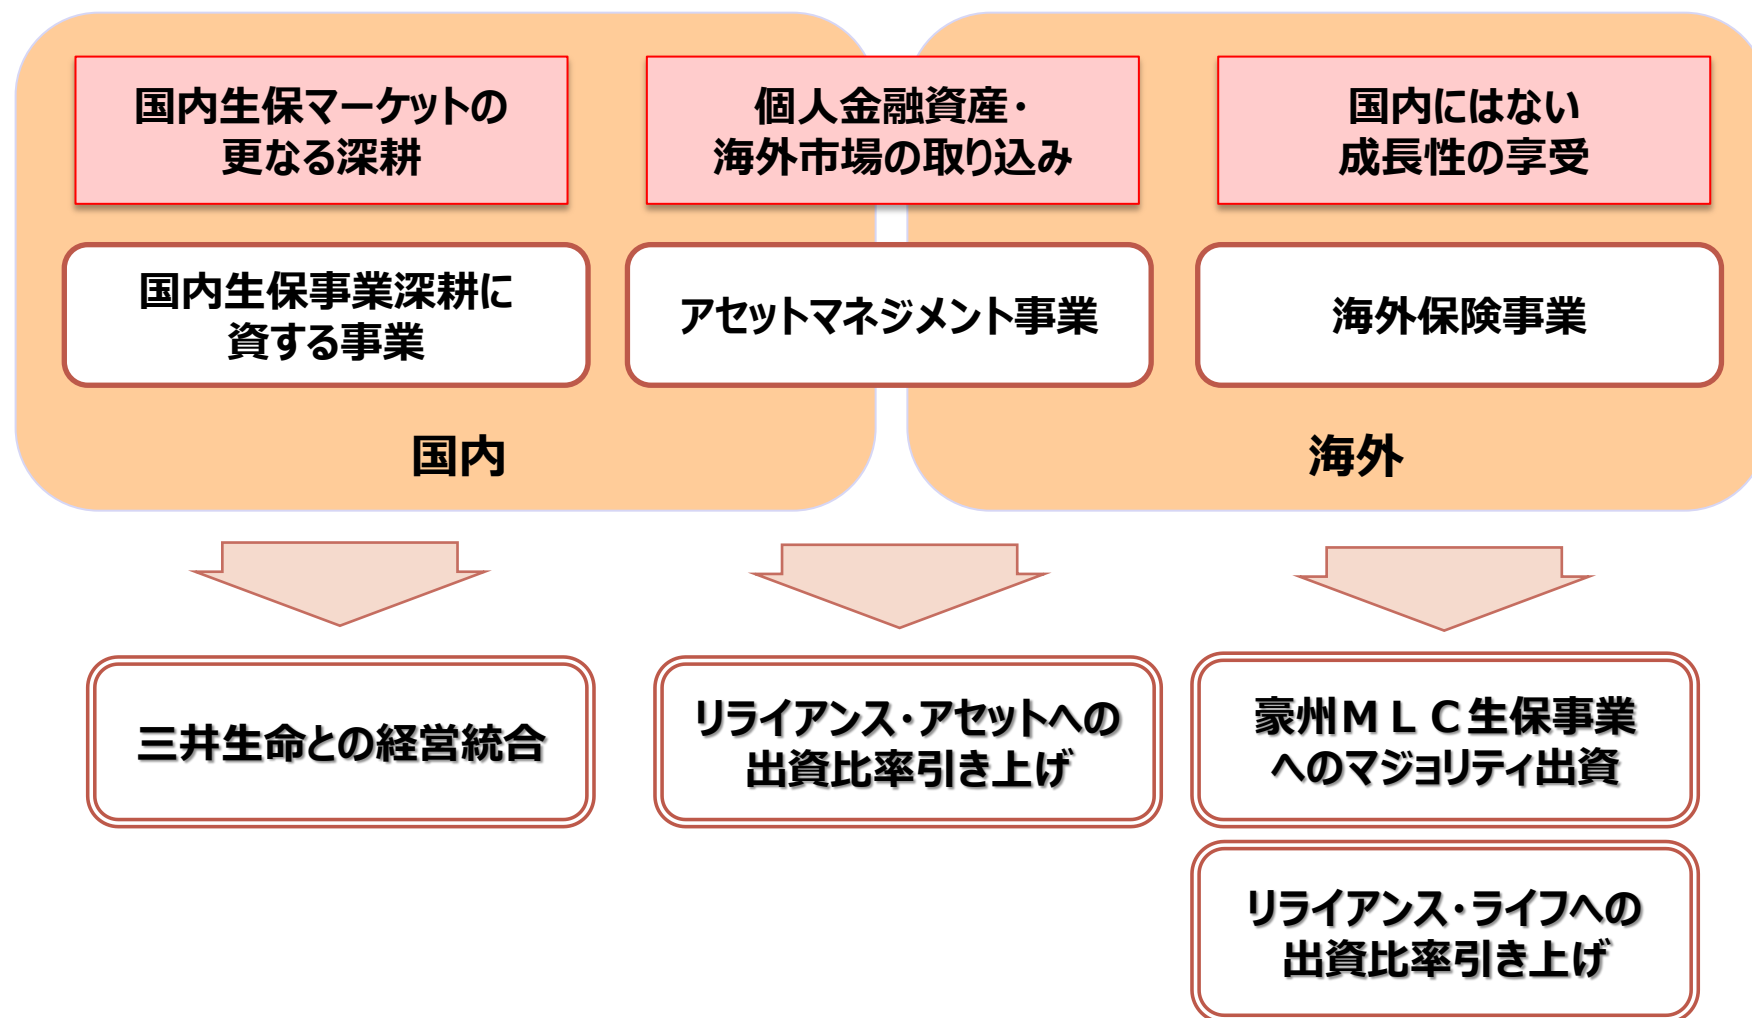 国内生保マーケットの
更なる深耕
個人金融資産・
海外市場の取り込み
国内にはない
成長性の享受
国内生保事業深耕に
資する事業
アセットマネジメント事業
海外保険事業
国内
海外
三井生命との経営統合
リライアンス・アセットへの
出資比率引き上げ
豪州ＭＬＣ生保事業
へのマジョリティ出資
リライアンス・ライフへの
出資比率引き上げ